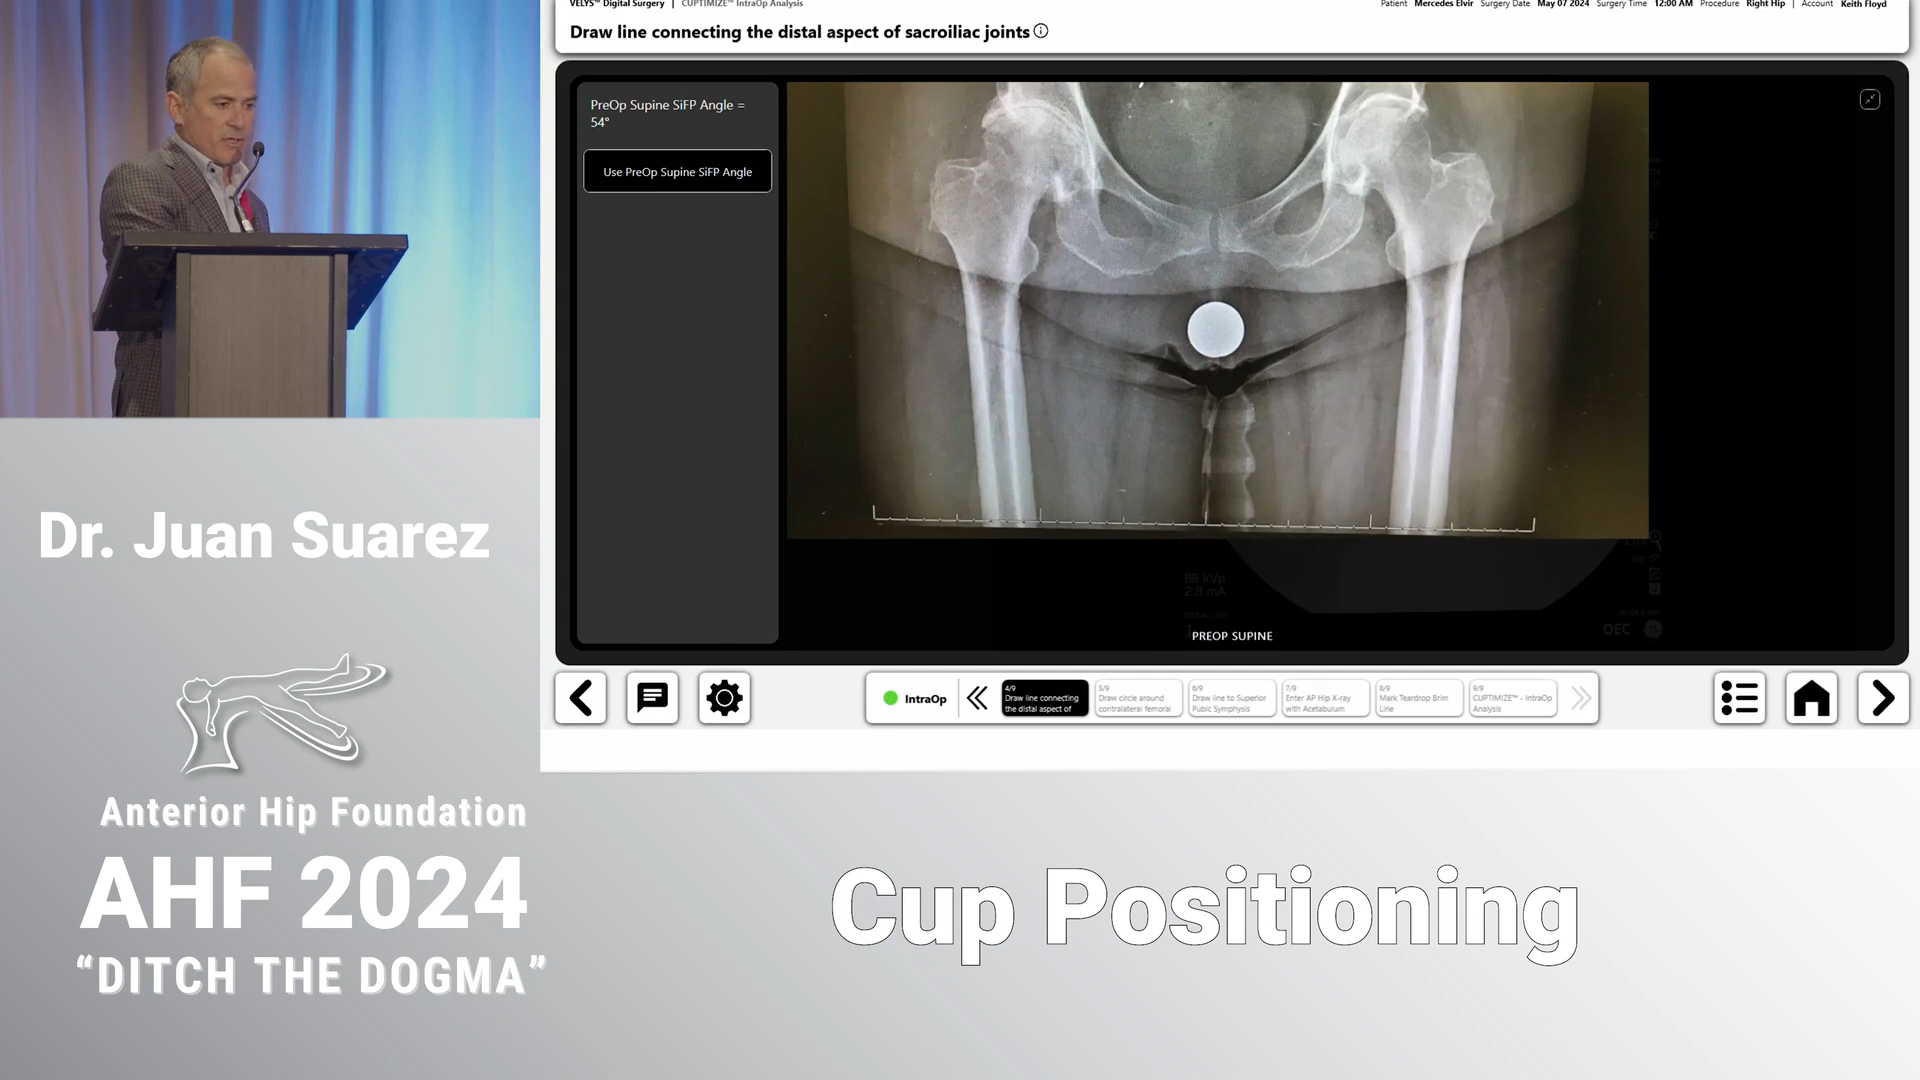 VELYS™ Digital Surgery | CUPTIMIZE™ IntraOp Analysis
Patient Mercedes Elvir Surgery Date May 07 2024 Surgery Time 12:00 AM Procedure Right Hip | Account Keith Floyd
Draw line connecting the distal aspect of sacroiliac joints
PreOp Supine SiFP Angle =
54°
Use PreOp Supine SiFP Angle
88 kVp
2.8 mA
OEC
PREOP SUPINE
IntraOp
4/9
Draw line connecting
the distal aspect of
5/9
Draw circle around
contralateral femoral
6/9
Draw line to Superior
Pubic Symphysis
7/9
Enter AP Hip X-ray
with Acetabulum
8/9
Mark Teardrop Brim
Line
9/9
CUPTIMIZE™ - IntraOp
Analysis
Dr. Juan Suarez
Anterior Hip Foundation
AHF 2024
“DITCH THE DOGMA”
Cup Positioning